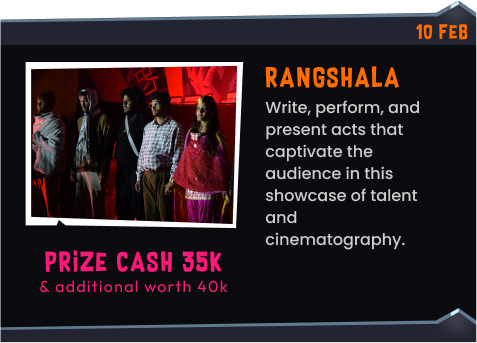 10 FEB
RANGSHALA
Write, perform, and
present acts that
captivate the
audience in this
showcase of talent
and
cinematography.
PRiZE CASH 35K
& additional worth 40k